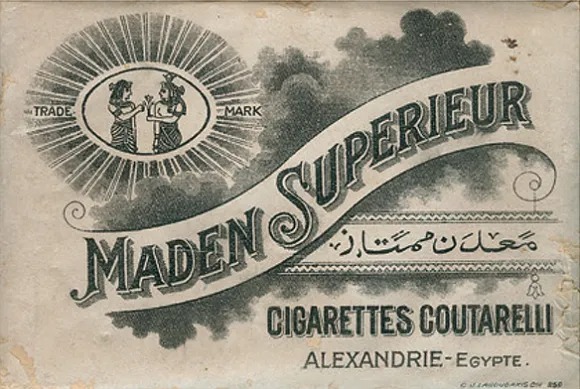 TRADE MARK
MADEN SUPERIEUR
معدن ممتاز
CIGARETTES COUTARELLI
ALEXANDRIE-EGYPTE.